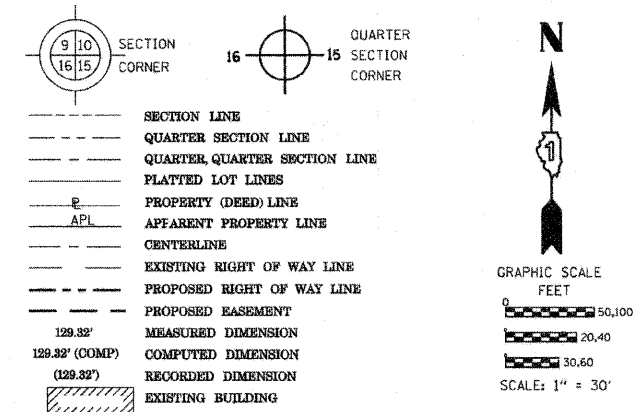 9 10
16 15
SECTION
CORNER
16
15
QUARTER
SECTION
CORNER
SECTION LINE
QUARTER SECTION LINE
QUARTER, QUARTER SECTION LINE
PLATTED LOT LINES
PROPERTY (DEED) LINE
APL
APPARENT PROPERTY LINE
CENTERLINE
EXISTING RIGHT OF WAY LINE
PROPOSED RIGHT OF WAY LINE
PROPOSED EASEMENT
129.32' MEASURED DIMENSION
129.32' (COMP) COMPUTED DIMENSION
(129.32') RECORDED DIMENSION
EXISTING BUILDING
N
1
GRAPHIC SCALE
FEET
0
50,100
20,40
30,60
SCALE: 1" = 30'